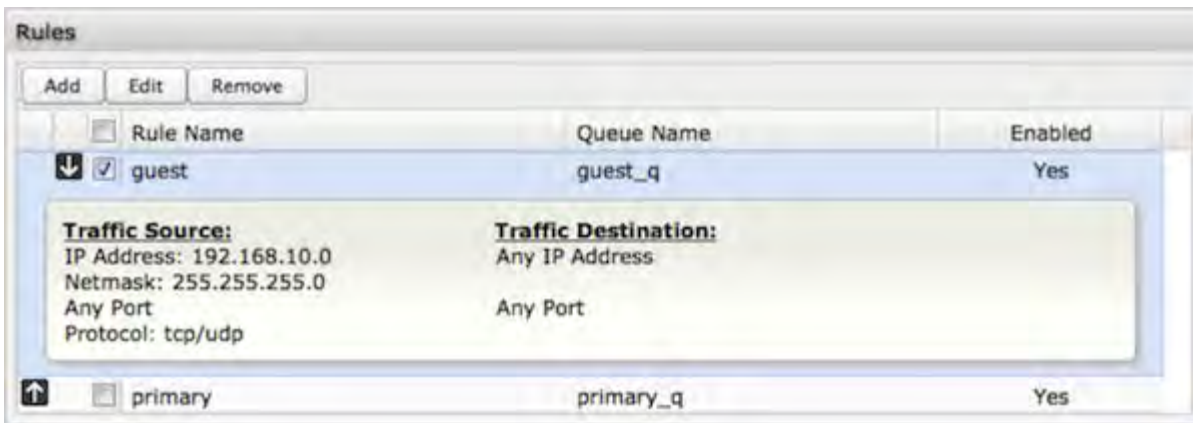 Rules
Add Edit Remove
Rule Name Queue Name Enabled
guest guest_q Yes
Traffic Source: Traffic Destination:
IP Address: 192.168.10.0 Any IP Address
Netmask: 255.255.255.0
Any Port Any Port
Protocol: tcp/udp
primary primary_q Yes